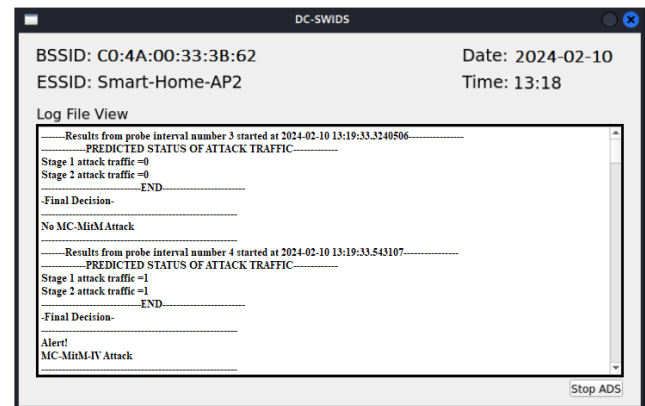 DC-SWIDS
BSSID: C0:4A:00:33:3B:62
Date: 2024-02-10
ESSID: Smart-Home-AP2
Time: 13:18
Log File View
-------Results from probe interval number 3 started at 2024-02-10 13:19:33.3240506----------------
-------------PREDICTED STATUS OF ATTACK TRAFFIC-------------
Stage 1 attack traffic =0
Stage 2 attack traffic =0
-----------------------------END------------------------
-Final Decision-
---------------------------------------------------------
No MC-MitM Attack
---------------------------------------------------------
-------Results from probe interval number 4 started at 2024-02-10 13:19:33.543107----------------
-------------PREDICTED STATUS OF ATTACK TRAFFIC-------------
Stage 1 attack traffic =1
Stage 2 attack traffic =1
-----------------------------END------------------------
-Final Decision-
---------------------------------------------------------
Alert!
MC-MitM-IV Attack
---------------------------------------------------------
Stop ADS